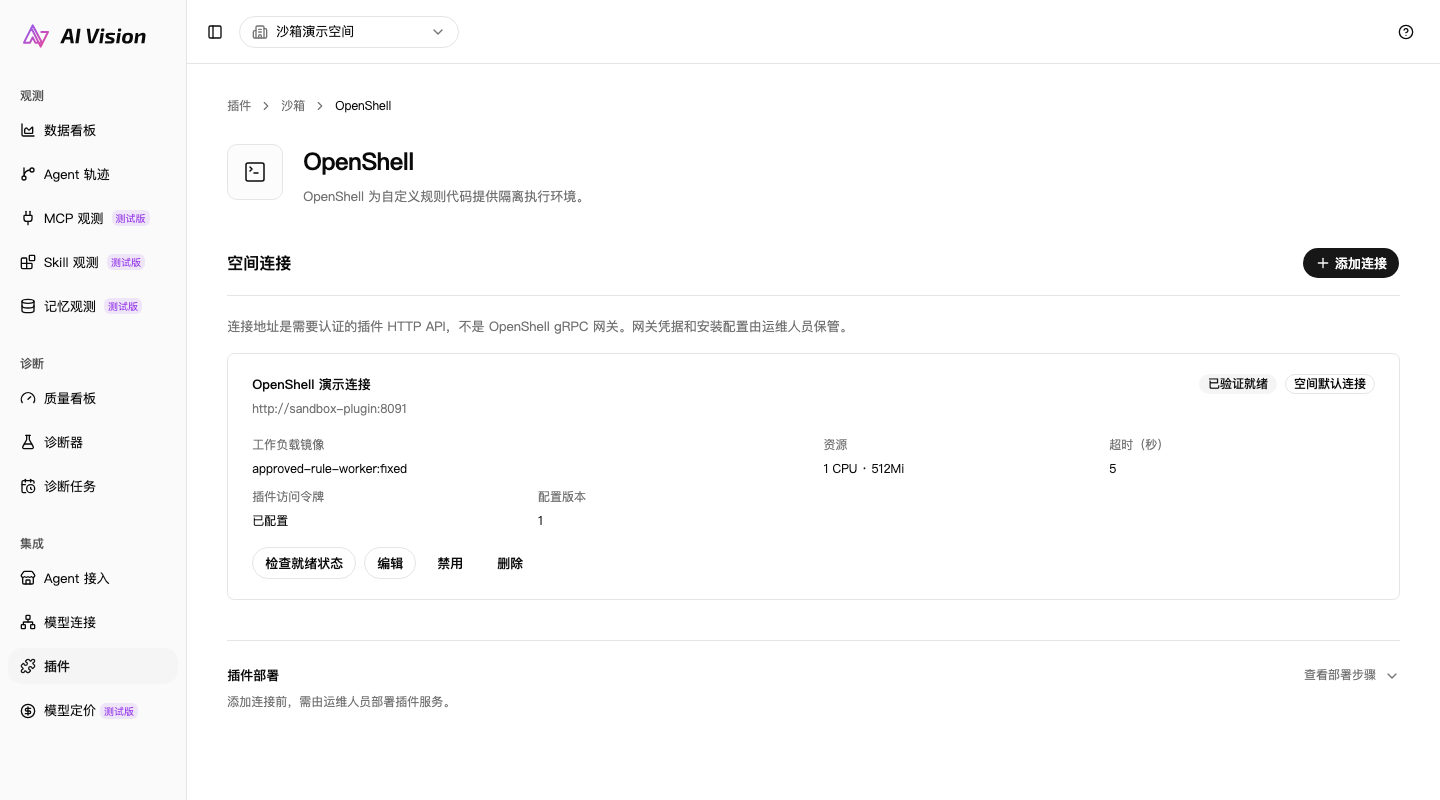 AI Vision
沙箱演示空间
观测
数据看板
Agent 轨迹
MCP 观测 测试版
Skill 观测 测试版
记忆观测 测试版
诊断
质量看板
诊断器
诊断任务
集成
Agent 接入
模型连接
插件
模型定价 测试版
插件 > 沙箱 > OpenShell
OpenShell
OpenShell 为自定义规则代码提供隔离执行环境。
空间连接
+ 添加连接
连接地址是需要认证的插件 HTTP API，不是 OpenShell gRPC 网关。网关凭据和安装配置由运维人员保管。
OpenShell 演示连接
已验证就绪 空间默认连接
http://sandbox-plugin:8091
工作负载镜像 资源 超时（秒）
approved-rule-worker:fixed 1 CPU · 512Mi 5
插件访问令牌 配置版本
已配置 1
检查就绪状态 编辑 禁用 删除
插件部署
查看部署步骤
添加连接前，需由运维人员部署插件服务。